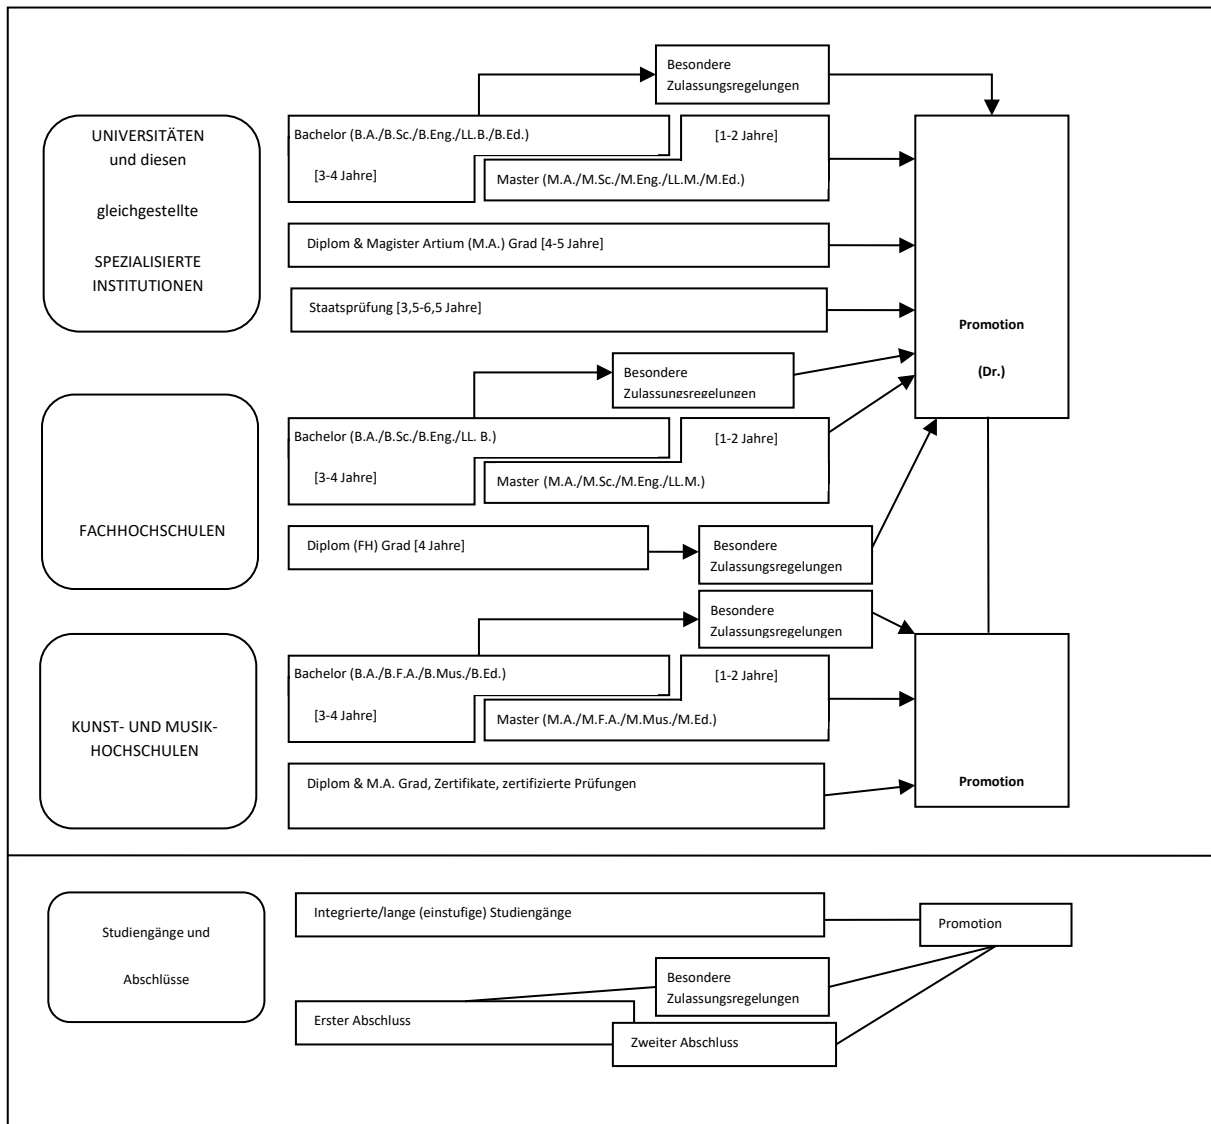 Besondere
Zulassungsregelungen
UNIVERSITÄTEN
und diesen
gleichgestellte
SPEZIALISIERTE
INSTITUTIONEN
Bachelor (B.A./B.Sc./B.Eng./LL.B./B.Ed.)
[3-4 Jahre]
[1-2 Jahre]
Master (M.A./M.Sc./M.Eng./LL.M./M.Ed.)
Diplom & Magister Artium (M.A.) Grad [4-5 Jahre]
Staatsprüfung [3,5-6,5 Jahre]
Promotion
(Dr.)
FACHHOCHSCHULEN
Besondere
Zulassungsregelungen
Bachelor (B.A./B.Sc./B.Eng./LL. B.)
[3-4 Jahre]
[1-2 Jahre]
Master (M.A./M.Sc./M.Eng./LL.M.)
Diplom (FH) Grad [4 Jahre]
Besondere
Zulassungsregelungen
KUNST- UND MUSIK-
HOCHSCHULEN
Besondere
Zulassungsregelungen
Bachelor (B.A./B.F.A./B.Mus./B.Ed.)
[3-4 Jahre]
[1-2 Jahre]
Master (M.A./M.F.A./M.Mus./M.Ed.)
Diplom & M.A. Grad, Zertifikate, zertifizierte Prüfungen
Promotion
Studiengänge und
Abschlüsse
Integrierte/lange (einstufige) Studiengänge
Promotion
Besondere
Zulassungsregelungen
Erster Abschluss
Zweiter Abschluss